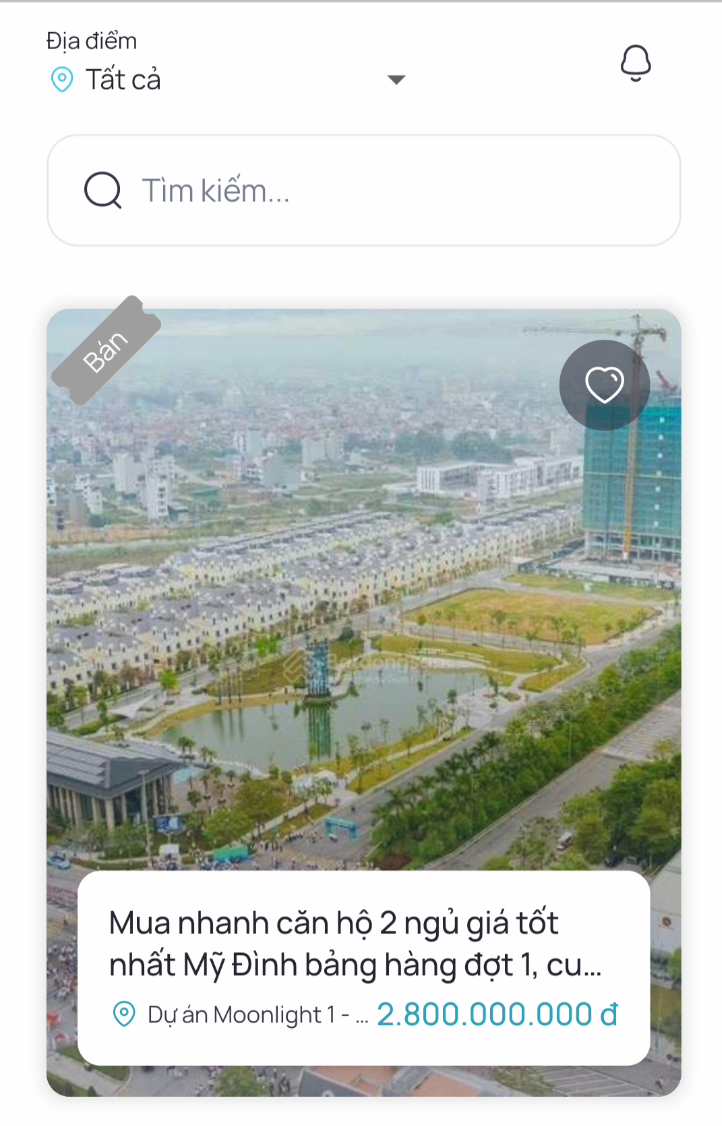 Địa điểm
Tất cả
Tìm kiếm...
Bán
Mua nhanh căn hộ 2 ngủ giá tốt
nhất Mỹ Đình bảng hàng đợt 1, cu...
Dự án Moonlight 1 - ... 2.800.000.000 đ